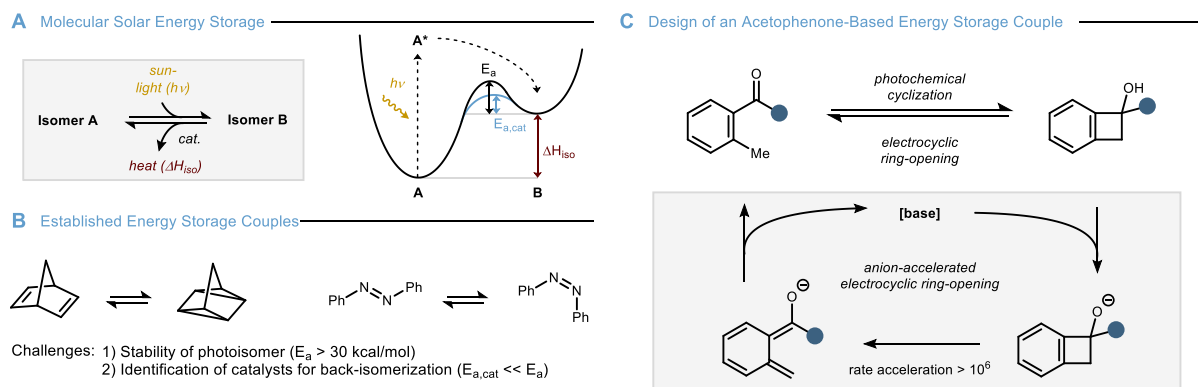 A Molecular Solar Energy Storage
sun-
light (hν)
Isomer A
Isomer B
cat.
heat (ΔHiso)
A*
hν
Ea
Ea,cat
ΔHiso
A
B
B Established Energy Storage Couples
Ph
N
N
Ph
Ph
N
N
Ph
Challenges: 1) Stability of photoisomer (Ea > 30 kcal/mol)
2) Identification of catalysts for back-isomerization (Ea,cat << Ea)
C Design of an Acetophenone-Based Energy Storage Couple
O
Me
photochemical
cyclization
electrocyclic
ring-opening
OH
[base]
anion-accelerated
electrocyclic ring-opening
O⊖
O⊖
rate acceleration > 10⁶